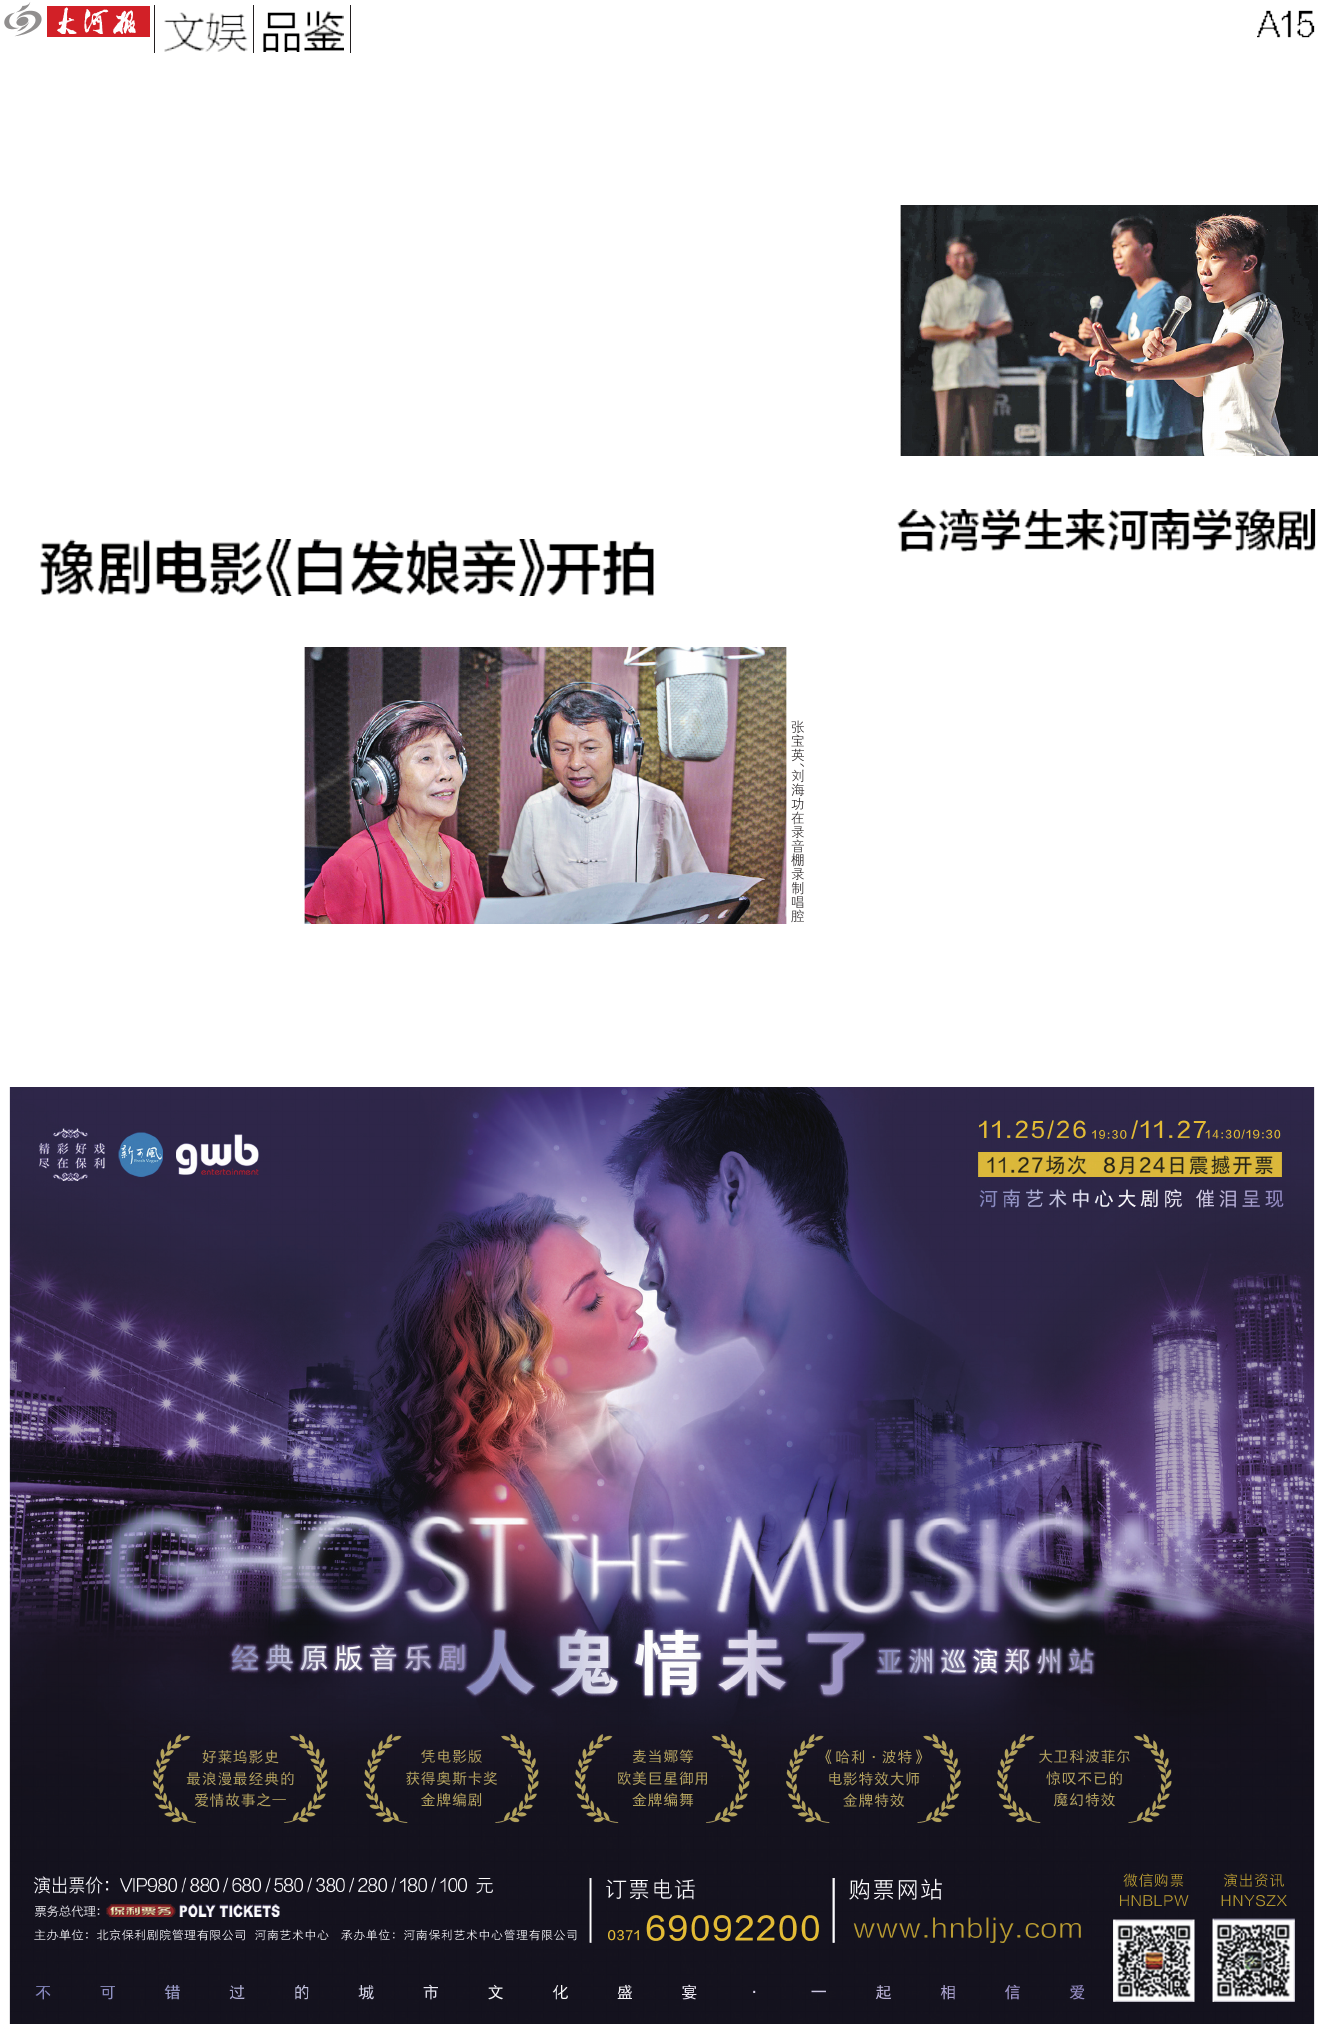 大河报
文娱 品鉴
A15
台湾学生来河南学豫剧
豫剧电影《白发娘亲》开拍
张宝英、刘海功在录音棚录制唱腔
精彩好戏
尽在保利
新可风
gwb
entertainment
11.25/26 19:30 /11.27 14:30/19:30
11.27场次 8月24日震撼开票
河南艺术中心大剧院 催泪呈现
GHOST THE MUSICAL
经典原版音乐剧 人鬼情未了 亚洲巡演郑州站
好莱坞影史
最浪漫最经典的
爱情故事之一
凭电影版
获得奥斯卡奖
金牌编剧
麦当娜等
欧美巨星御用
金牌编舞
《哈利·波特》
电影特效大师
金牌特效
大卫科波菲尔
惊叹不已的
魔幻特效
演出票价：VIP980 / 880 / 680 / 580 / 380 / 280 / 180 / 100 元
票务总代理：保利票务 POLY TICKETS
主办单位：北京保利剧院管理有限公司 河南艺术中心 承办单位：河南保利艺术中心管理有限公司
订票电话
0371 69092200
购票网站
www.hnbljy.com
微信购票
HNBLPW
演出资讯
HNYSZX
不可错过的城市文化盛宴·一起相信爱